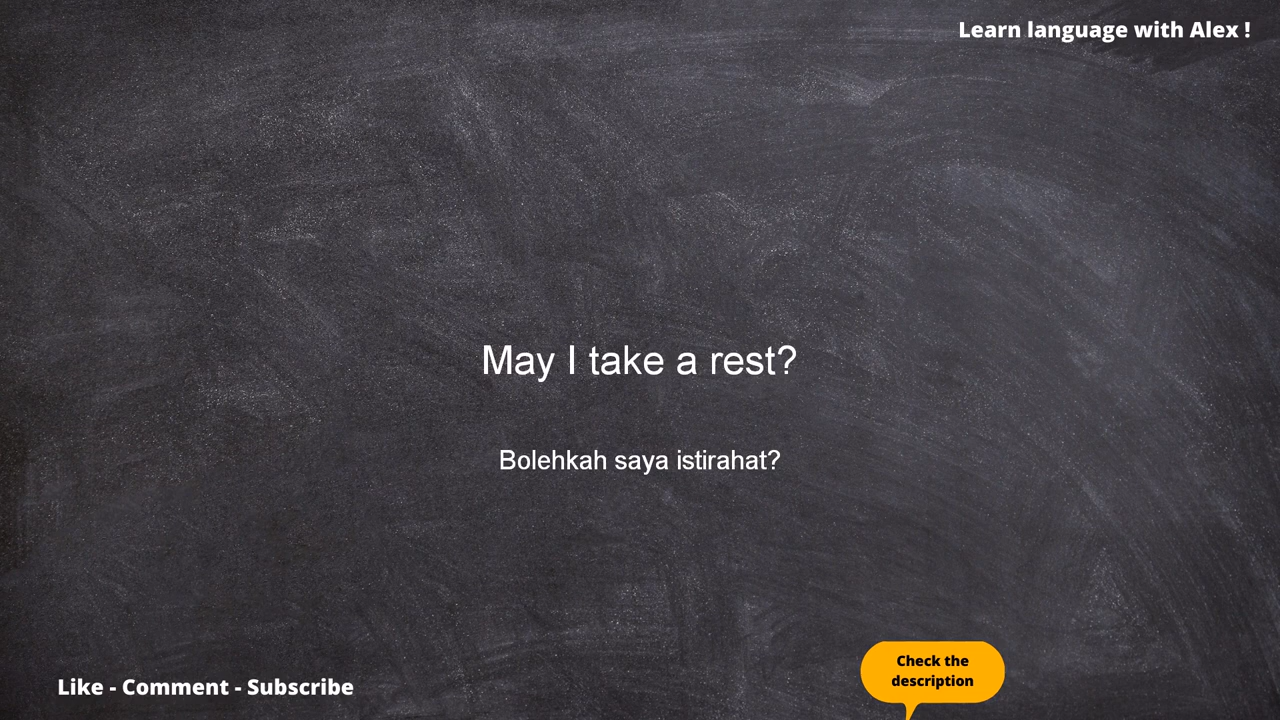 Learn language with Alex !
May I take a rest?
Bolehkah saya istirahat?
Check the
description
Like - Comment - Subscribe